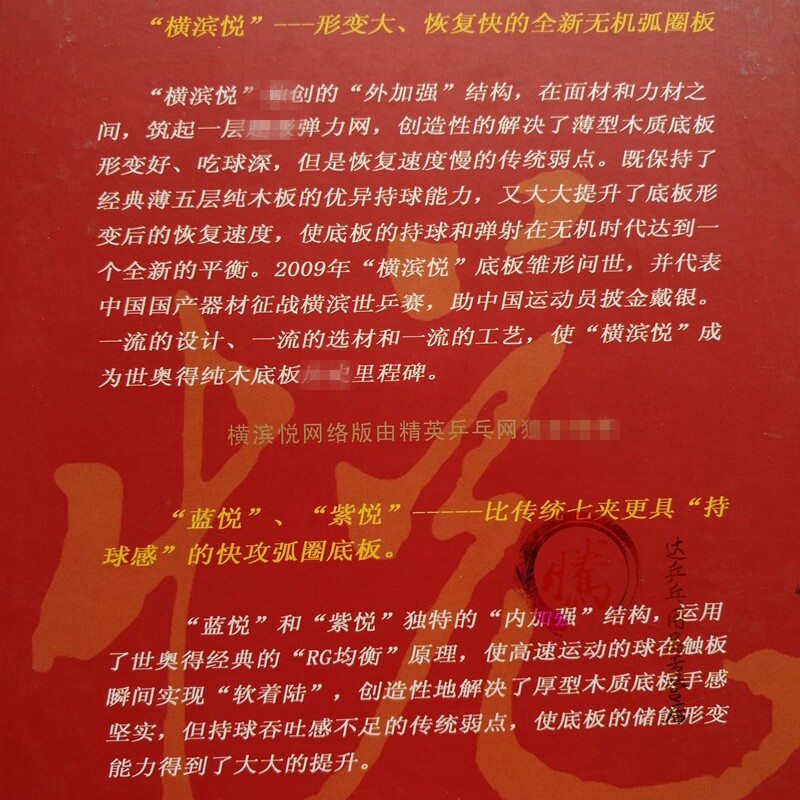 “横滨悦”---形变大、恢复快的全新无机弧圈板
“横滨悦”创的“外加强”结构，在面材和力材之
间，筑起一层弹力网，创造性的解决了薄型木质底板
形变好、吃球深，但是恢复速度慢的传统弱点。既保持了
经典薄五层纯木板的优异持球能力，又大大提升了底板形
变后的恢复速度，使底板的持球和弹射在无机时代达到一
个全新的平衡。2009年“横滨悦”底板雏形问世，并代表
中国国产器材征战横滨世乒赛，助中国运动员披金戴银。
一流的设计、一流的选材和一流的工艺，使“横滨悦”成
为世奥得纯木底板里程碑。
横滨悦网络版由精英乒乓网
“蓝悦”、“紫悦”-----比传统七夹更具“持
球感”的快攻弧圈底板。
“蓝悦”和“紫悦”独特的“内加强”结构，运用
了世奥得经典的“RG均衡”原理，使高速运动的球在触板
瞬间实现“软着陆”，创造性地解决了厚型木质底板手感
坚实，但持球吞吐感不足的传统弱点，使底板的储能形变
能力得到了大大的提升。
腾
达乒乓用品专营店
悦